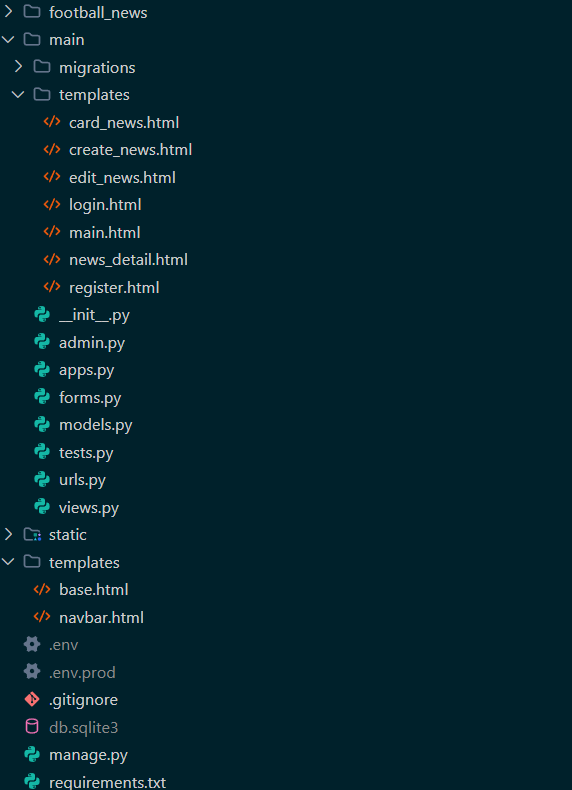 football_news
main
migrations
templates
card_news.html
create_news.html
edit_news.html
login.html
main.html
news_detail.html
register.html
__init__.py
admin.py
apps.py
forms.py
models.py
tests.py
urls.py
views.py
static
templates
base.html
navbar.html
.env
.env.prod
.gitignore
db.sqlite3
manage.py
requirements.txt